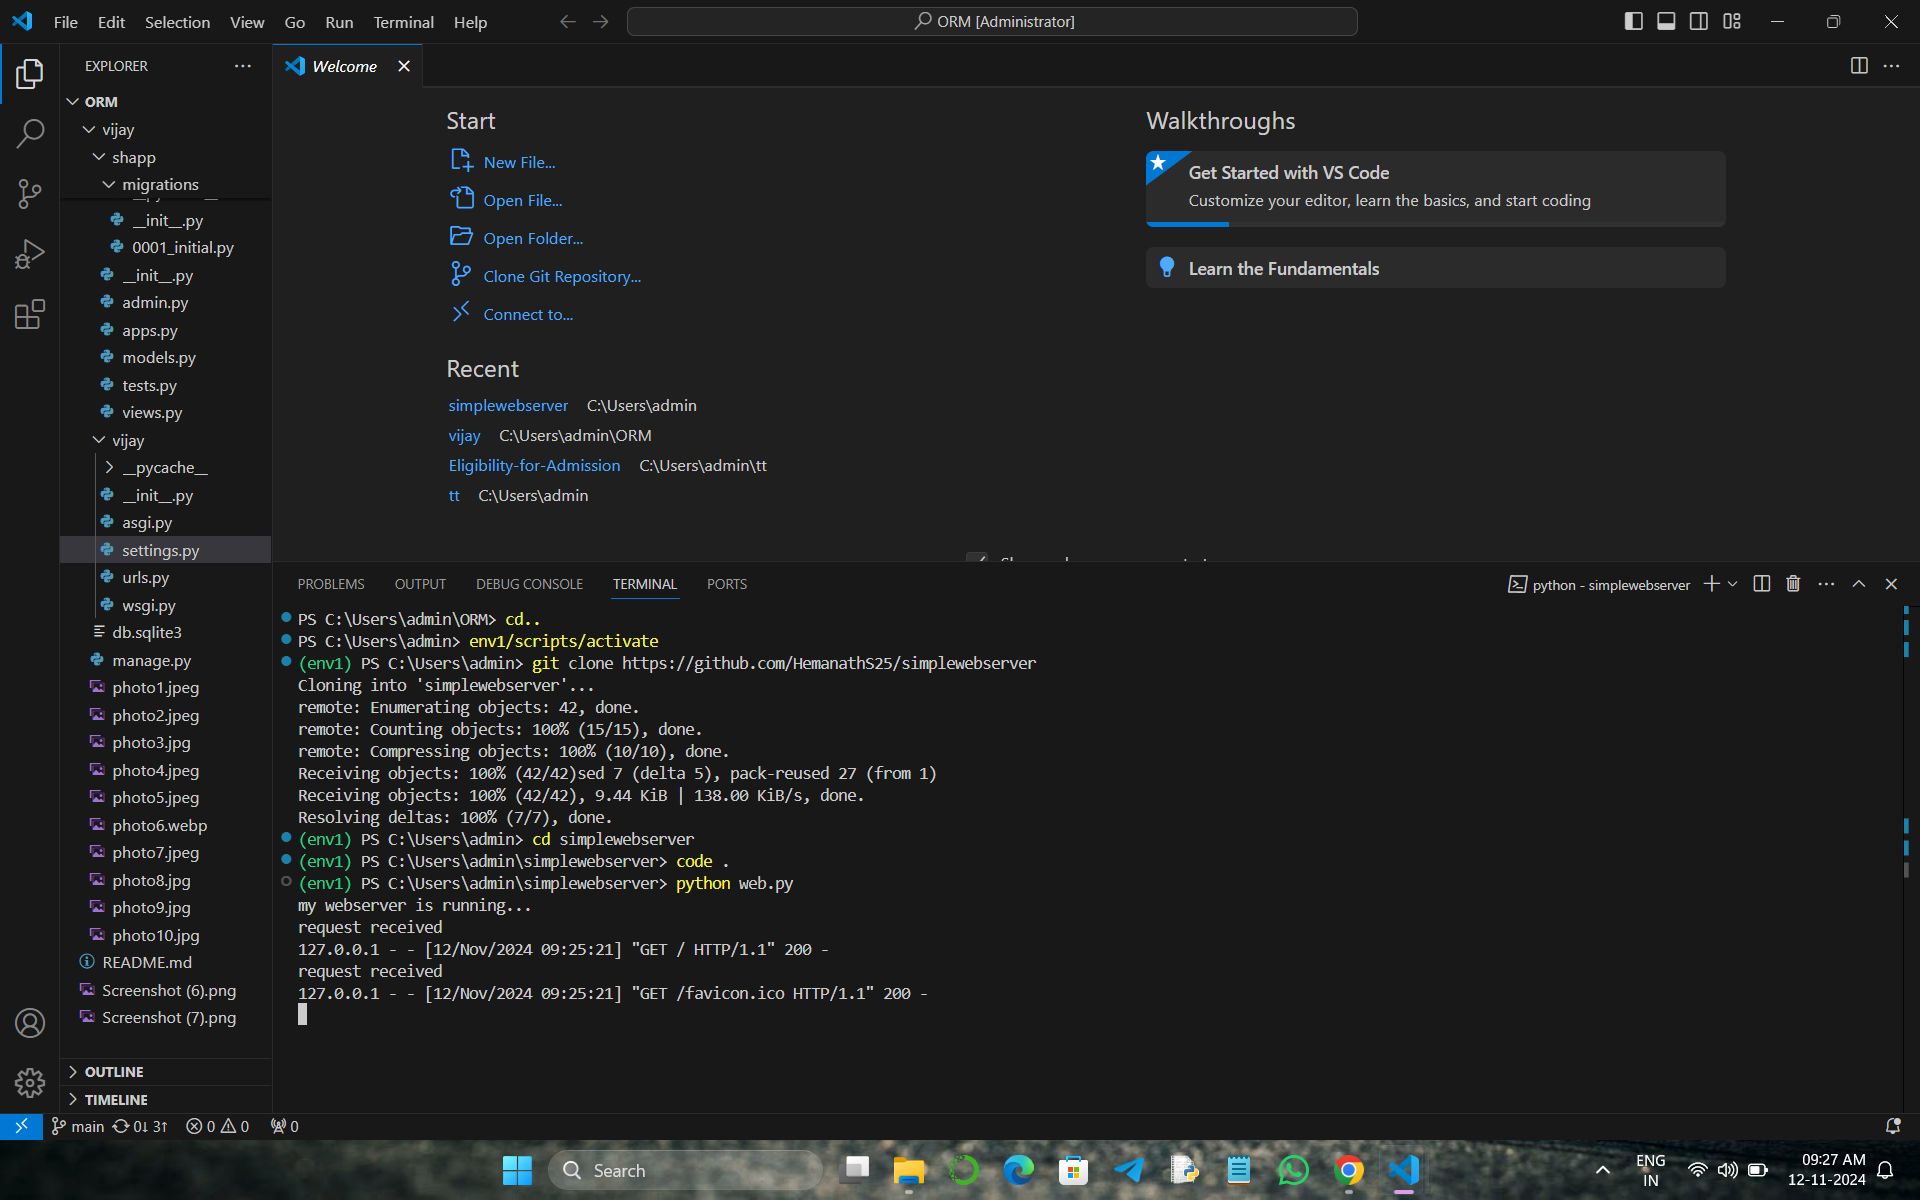 File Edit Selection View Go Run Terminal Help
ORM [Administrator]
EXPLORER
ORM
vijay
shapp
migrations
__init__.py
0001_initial.py
__init__.py
admin.py
apps.py
models.py
tests.py
views.py
vijay
__pycache__
__init__.py
asgi.py
settings.py
urls.py
wsgi.py
db.sqlite3
manage.py
photo1.jpeg
photo2.jpeg
photo3.jpg
photo4.jpeg
photo5.jpeg
photo6.webp
photo7.jpeg
photo8.jpg
photo9.jpg
photo10.jpg
README.md
Screenshot (6).png
Screenshot (7).png
OUTLINE
TIMELINE
Welcome
Start
New File...
Open File...
Open Folder...
Clone Git Repository...
Connect to...
Recent
simplewebserver C:\Users\admin
vijay C:\Users\admin\ORM
Eligibility-for-Admission C:\Users\admin\tt
tt C:\Users\admin
Walkthroughs
Get Started with VS Code
Customize your editor, learn the basics, and start coding
Learn the Fundamentals
PROBLEMS OUTPUT DEBUG CONSOLE TERMINAL PORTS
python - simplewebserver
PS C:\Users\admin\ORM> cd..
PS C:\Users\admin> env1/scripts/activate
(env1) PS C:\Users\admin> git clone https://github.com/HemanathS25/simplewebserver
Cloning into 'simplewebserver'...
remote: Enumerating objects: 42, done.
remote: Counting objects: 100% (15/15), done.
remote: Compressing objects: 100% (10/10), done.
Receiving objects: 100% (42/42)sed 7 (delta 5), pack-reused 27 (from 1)
Receiving objects: 100% (42/42), 9.44 KiB | 138.00 KiB/s, done.
Resolving deltas: 100% (7/7), done.
(env1) PS C:\Users\admin> cd simplewebserver
(env1) PS C:\Users\admin\simplewebserver> code .
(env1) PS C:\Users\admin\simplewebserver> python web.py
my webserver is running...
request received
127.0.0.1 - - [12/Nov/2024 09:25:21] "GET / HTTP/1.1" 200 -
request received
127.0.0.1 - - [12/Nov/2024 09:25:21] "GET /favicon.ico HTTP/1.1" 200 -
main 0↓ 3↑ 0 0 0
Search
ENG
IN
09:27 AM
12-11-2024